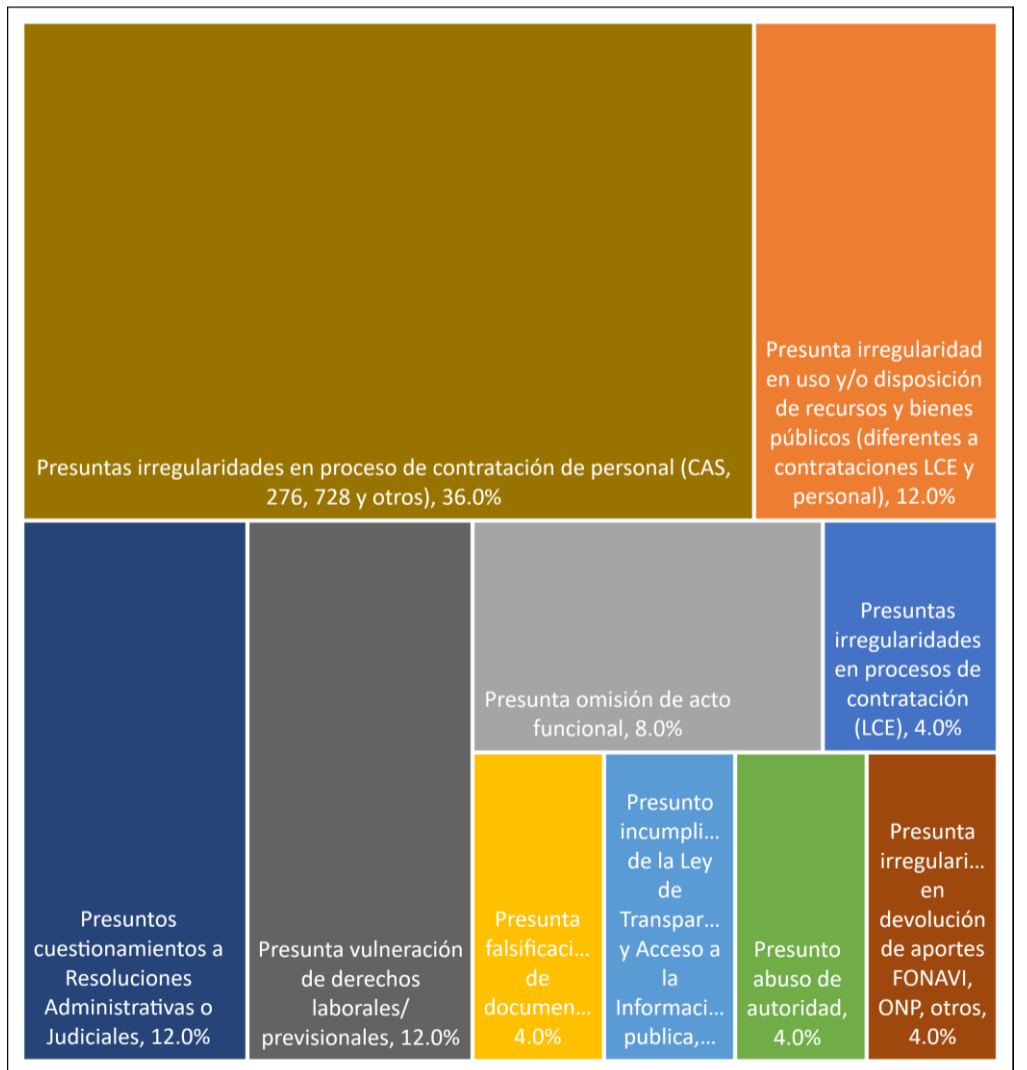 Presuntas irregularidades en proceso de contratación de personal (CAS,
276, 728 y otros), 36.0%
Presunta irregularidad
en uso y/o disposición
de recursos y bienes
públicos (diferentes a
contrataciones LCE y
personal), 12.0%
Presuntos
cuestionamientos a
Resoluciones
Administrativas o
Judiciales, 12.0%
Presunta vulneración
de derechos
laborales/
previsionales, 12.0%
Presunta omisión de acto
funcional, 8.0%
Presuntas
irregularidades
en procesos de
contratación
(LCE), 4.0%
Presunta
falsificaci...
de
documen...
4.0%
Presunto
incumpli...
de la Ley
de
Transpar...
y Acceso a
la
Informaci...
publica,...
Presunto
abuso de
autoridad,
4.0%
Presunta
irregulari...
en
devolución
de aportes
FONAVI,
ONP, otros,
4.0%